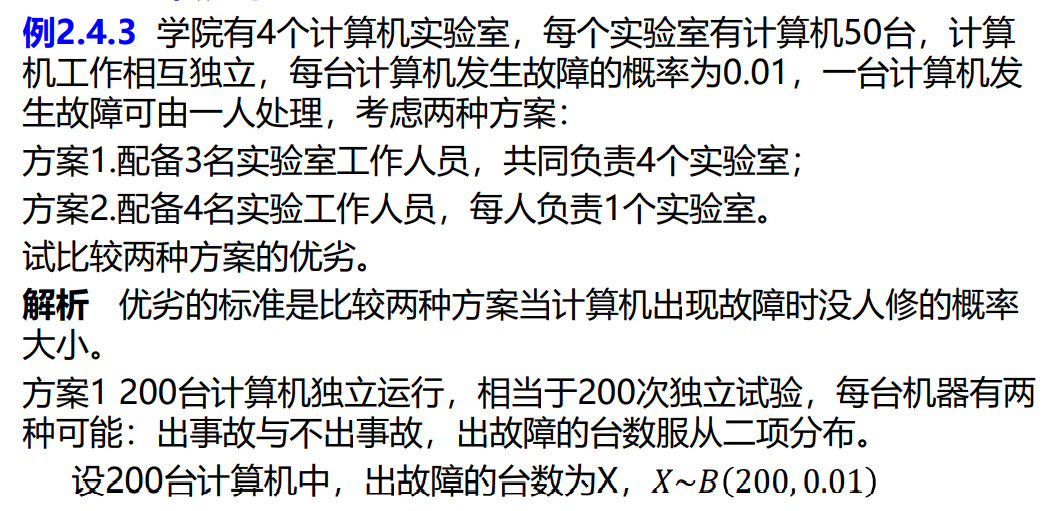 例2.4.3 学院有4个计算机实验室，每个实验室有计算机50台，计算
机工作相互独立，每台计算机发生故障的概率为0.01，一台计算机发
生故障可由一人处理，考虑两种方案：
方案1.配备3名实验室工作人员，共同负责4个实验室；
方案2.配备4名实验工作人员，每人负责1个实验室。
试比较两种方案的优劣。
解析 优劣的标准是比较两种方案当计算机出现故障时没人修的概率
大小。
方案1 200台计算机独立运行，相当于200次独立试验，每台机器有两
种可能：出事故与不出事故，出故障的台数服从二项分布。
设200台计算机中，出故障的台数为X，X~B(200,0.01)